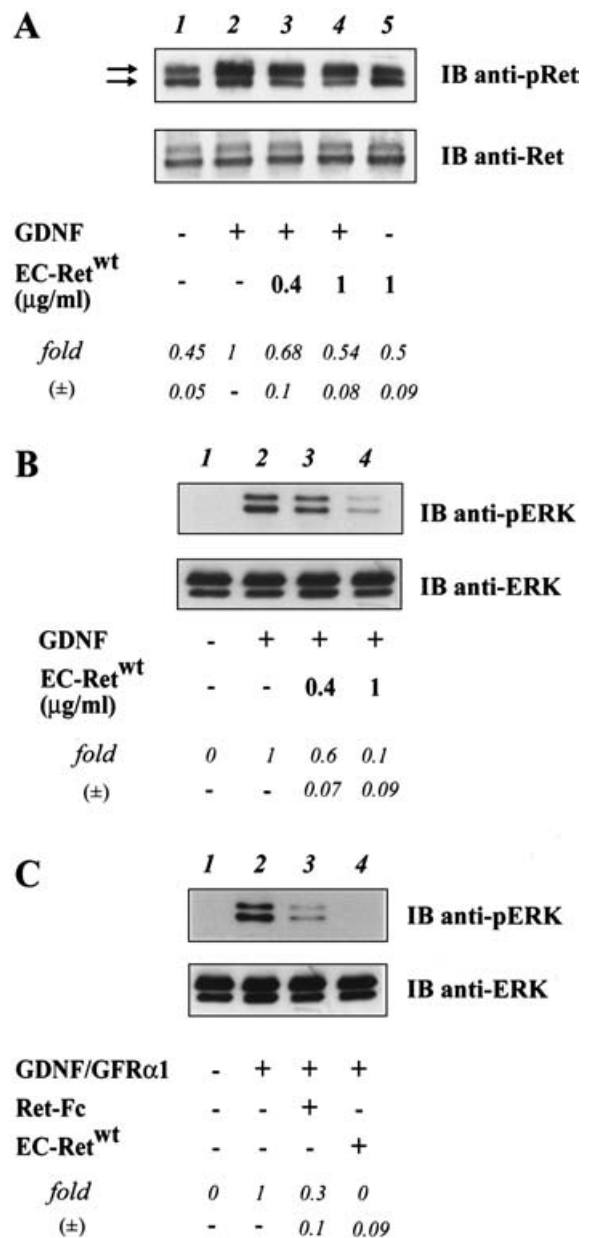 A
1 2 3 4 5
IB anti-pRet
IB anti-Ret
GDNF - + + + -
EC-Ret^wt (µg/ml) - - 0.4 1 1
fold 0.45 1 0.68 0.54 0.5
(±) 0.05 - 0.1 0.08 0.09
B
1 2 3 4
IB anti-pERK
IB anti-ERK
GDNF - + + +
EC-Ret^wt (µg/ml) - - 0.4 1
fold 0 1 0.6 0.1
(±) - - 0.07 0.09
C
1 2 3 4
IB anti-pERK
IB anti-ERK
GDNF/GFRα1 - + + +
Ret-Fc - - + -
EC-Ret^wt - - - +
fold 0 1 0.3 0
(±) - - 0.1 0.09